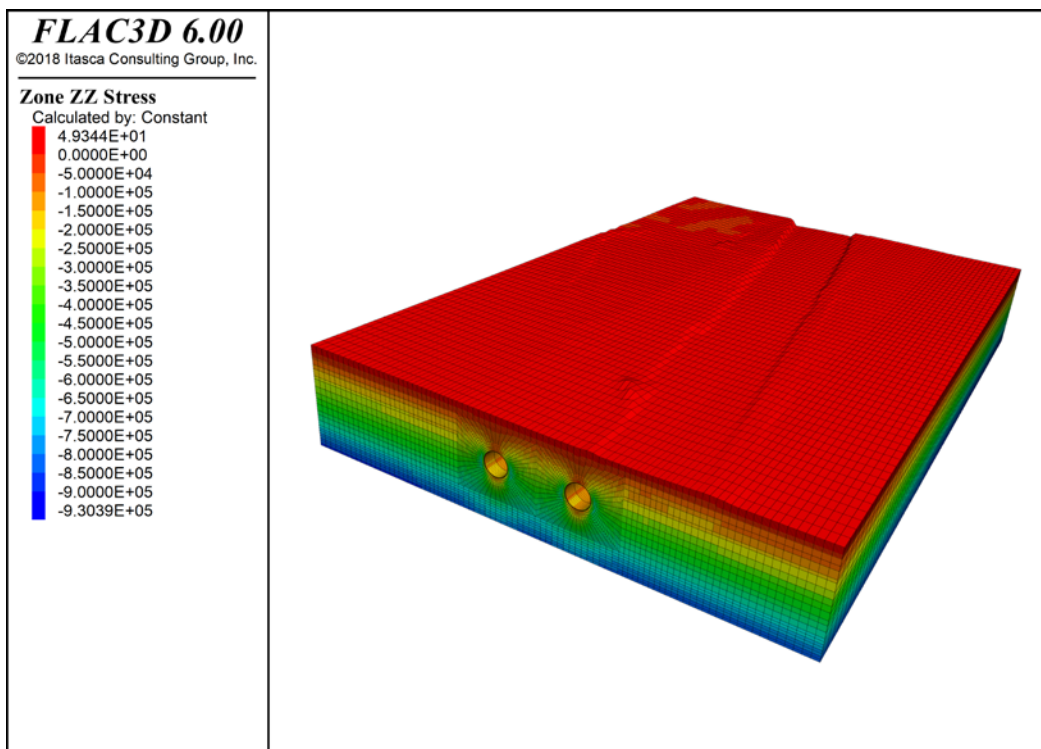 FLAC3D 6.00
©2018 Itasca Consulting Group, Inc.
Zone ZZ Stress
Calculated by: Constant
4.9344E+01
0.0000E+00
-5.0000E+04
-1.0000E+05
-1.5000E+05
-2.0000E+05
-2.5000E+05
-3.0000E+05
-3.5000E+05
-4.0000E+05
-4.5000E+05
-5.0000E+05
-5.5000E+05
-6.0000E+05
-6.5000E+05
-7.0000E+05
-7.5000E+05
-8.0000E+05
-8.5000E+05
-9.0000E+05
-9.3039E+05